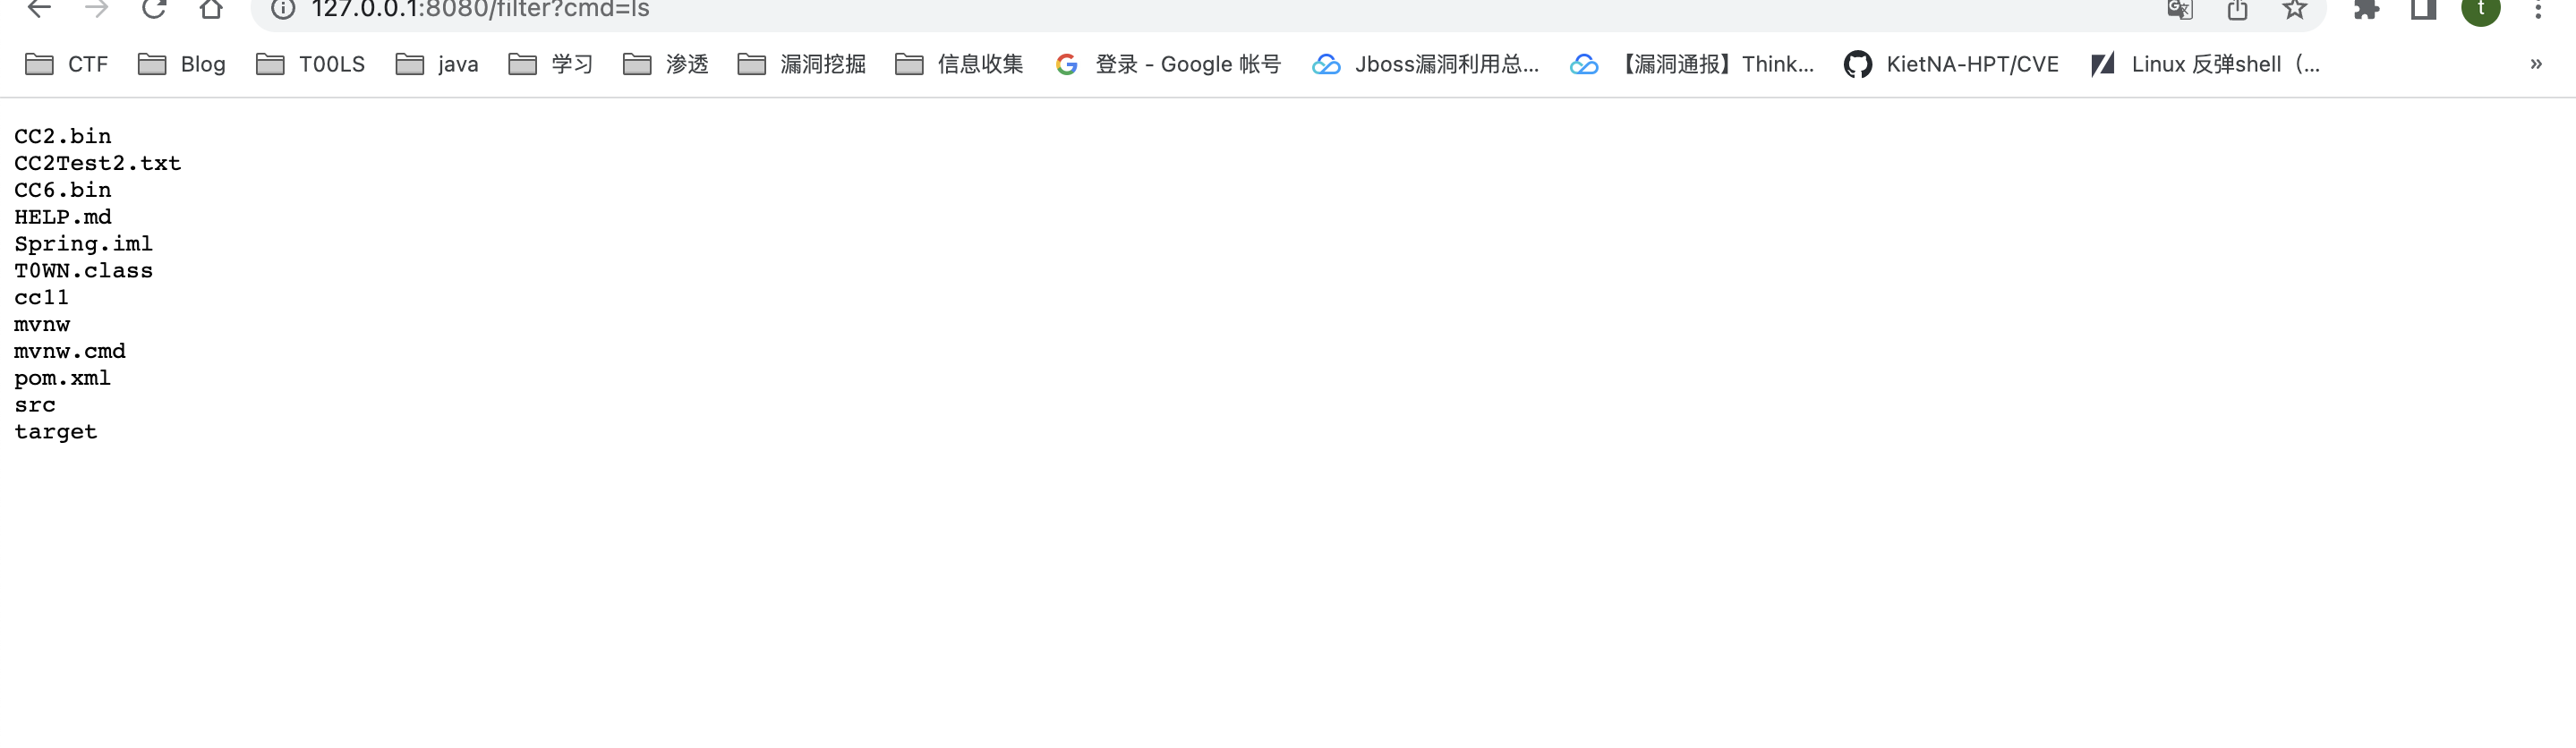 127.0.0.1:8080/filter?cmd=ls t
CTF Blog T00LS java 学习 渗透 漏洞挖掘 信息收集 登录 - Google 帐号 Jboss漏洞利用总... 【漏洞通报】Think... KietNA-HPT/CVE Linux 反弹shell（... »
CC2.bin
CC2Test2.txt
CC6.bin
HELP.md
Spring.iml
T0WN.class
cc11
mvnw
mvnw.cmd
pom.xml
src
target